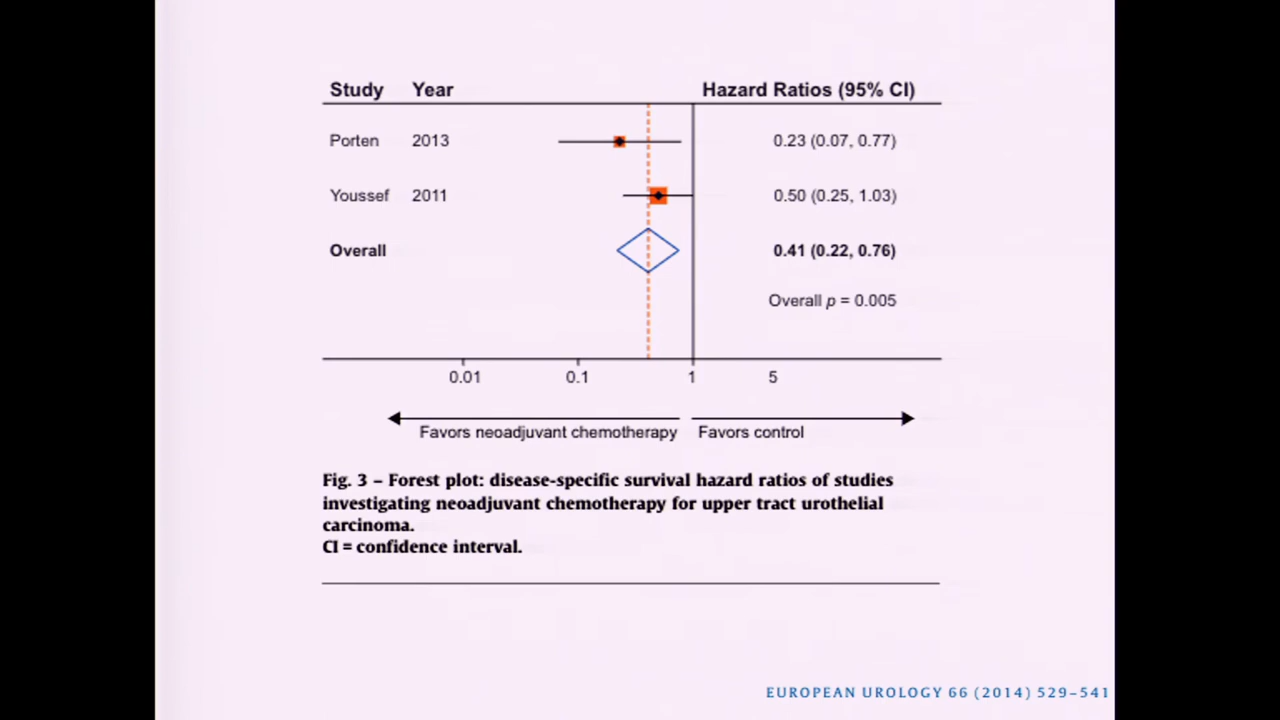 Study Year Hazard Ratios (95% CI)
Porten 2013 0.23 (0.07, 0.77)
Youssef 2011 0.50 (0.25, 1.03)
Overall 0.41 (0.22, 0.76)
Overall p = 0.005
0.01 0.1 1 5
Favors neoadjuvant chemotherapy Favors control
Fig. 3 – Forest plot: disease-specific survival hazard ratios of studies
investigating neoadjuvant chemotherapy for upper tract urothelial
carcinoma.
CI = confidence interval.
EUROPEAN UROLOGY 66 (2014) 529–541